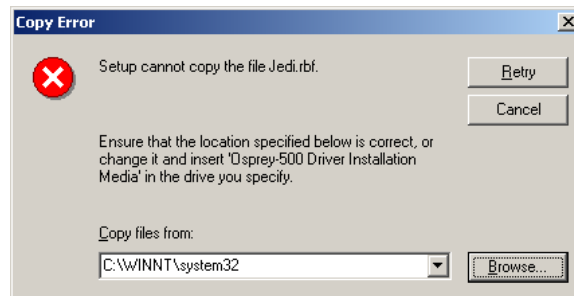 Copy Error
Setup cannot copy the file Jedi.rbf.
Retry
Cancel
Ensure that the location specified below is correct, or
change it and insert 'Osprey-500 Driver Installation
Media' in the drive you specify.
Copy files from:
C:\WINNT\system32
Browse...